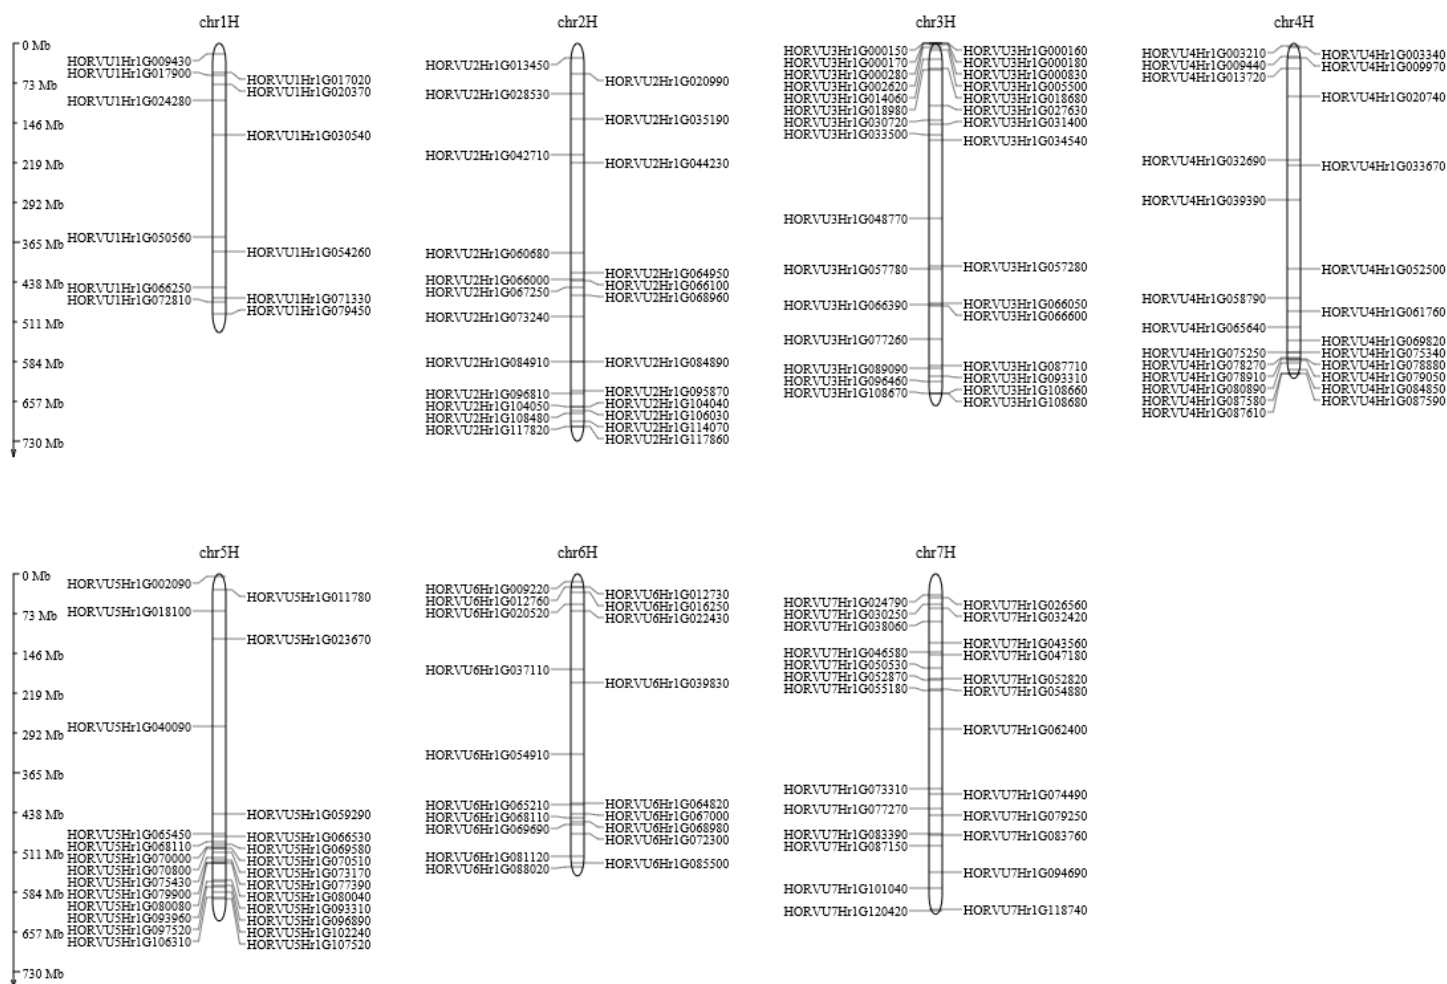 chr1H
chr2H
chr3H
chr4H
0 Mb
73 Mb
146 Mb
219 Mb
292 Mb
365 Mb
438 Mb
511 Mb
584 Mb
657 Mb
730 Mb
HORVU1Hr1G009430
HORVU1Hr1G017900
HORVU1Hr1G024280
HORVU1Hr1G050560
HORVU1Hr1G066250
HORVU1Hr1G072810
HORVU1Hr1G017020
HORVU1Hr1G020370
HORVU1Hr1G030540
HORVU1Hr1G054260
HORVU1Hr1G071330
HORVU1Hr1G079450
HORVU2Hr1G013450
HORVU2Hr1G028530
HORVU2Hr1G042710
HORVU2Hr1G060680
HORVU2Hr1G066000
HORVU2Hr1G067250
HORVU2Hr1G073240
HORVU2Hr1G084910
HORVU2Hr1G096810
HORVU2Hr1G104050
HORVU2Hr1G108480
HORVU2Hr1G117820
HORVU2Hr1G020990
HORVU2Hr1G035190
HORVU2Hr1G044230
HORVU2Hr1G064950
HORVU2Hr1G066100
HORVU2Hr1G068960
HORVU2Hr1G084890
HORVU2Hr1G095870
HORVU2Hr1G104040
HORVU2Hr1G106030
HORVU2Hr1G114070
HORVU2Hr1G117860
HORVU3Hr1G000150
HORVU3Hr1G000170
HORVU3Hr1G000280
HORVU3Hr1G002620
HORVU3Hr1G014060
HORVU3Hr1G018980
HORVU3Hr1G030720
HORVU3Hr1G033500
HORVU3Hr1G048770
HORVU3Hr1G057780
HORVU3Hr1G066390
HORVU3Hr1G077260
HORVU3Hr1G089090
HORVU3Hr1G096460
HORVU3Hr1G108670
HORVU3Hr1G000160
HORVU3Hr1G000180
HORVU3Hr1G000830
HORVU3Hr1G005500
HORVU3Hr1G018680
HORVU3Hr1G027630
HORVU3Hr1G031400
HORVU3Hr1G034540
HORVU3Hr1G057280
HORVU3Hr1G066050
HORVU3Hr1G066600
HORVU3Hr1G087710
HORVU3Hr1G093310
HORVU3Hr1G108660
HORVU3Hr1G108680
HORVU4Hr1G003210
HORVU4Hr1G009440
HORVU4Hr1G013720
HORVU4Hr1G032690
HORVU4Hr1G039390
HORVU4Hr1G058790
HORVU4Hr1G065640
HORVU4Hr1G075250
HORVU4Hr1G078270
HORVU4Hr1G078910
HORVU4Hr1G080890
HORVU4Hr1G087580
HORVU4Hr1G087610
HORVU4Hr1G003340
HORVU4Hr1G009970
HORVU4Hr1G020740
HORVU4Hr1G033670
HORVU4Hr1G052500
HORVU4Hr1G061760
HORVU4Hr1G069820
HORVU4Hr1G075340
HORVU4Hr1G078880
HORVU4Hr1G079050
HORVU4Hr1G084850
HORVU4Hr1G087590
chr5H
chr6H
chr7H
0 Mb
73 Mb
146 Mb
219 Mb
292 Mb
365 Mb
438 Mb
511 Mb
584 Mb
657 Mb
730 Mb
HORVU5Hr1G002090
HORVU5Hr1G018100
HORVU5Hr1G040090
HORVU5Hr1G065450
HORVU5Hr1G068110
HORVU5Hr1G070000
HORVU5Hr1G070800
HORVU5Hr1G075430
HORVU5Hr1G079900
HORVU5Hr1G080080
HORVU5Hr1G093960
HORVU5Hr1G097520
HORVU5Hr1G106310
HORVU5Hr1G011780
HORVU5Hr1G023670
HORVU5Hr1G059290
HORVU5Hr1G066530
HORVU5Hr1G069580
HORVU5Hr1G070510
HORVU5Hr1G073170
HORVU5Hr1G077390
HORVU5Hr1G080040
HORVU5Hr1G093310
HORVU5Hr1G096890
HORVU5Hr1G102240
HORVU5Hr1G107520
HORVU6Hr1G009220
HORVU6Hr1G012760
HORVU6Hr1G020520
HORVU6Hr1G037110
HORVU6Hr1G054910
HORVU6Hr1G065210
HORVU6Hr1G068110
HORVU6Hr1G069690
HORVU6Hr1G081120
HORVU6Hr1G088020
HORVU6Hr1G012730
HORVU6Hr1G016250
HORVU6Hr1G022430
HORVU6Hr1G039830
HORVU6Hr1G064820
HORVU6Hr1G067000
HORVU6Hr1G068980
HORVU6Hr1G072300
HORVU6Hr1G085500
HORVU7Hr1G024790
HORVU7Hr1G030250
HORVU7Hr1G038060
HORVU7Hr1G046580
HORVU7Hr1G050530
HORVU7Hr1G052870
HORVU7Hr1G055180
HORVU7Hr1G073310
HORVU7Hr1G077270
HORVU7Hr1G083390
HORVU7Hr1G087150
HORVU7Hr1G101040
HORVU7Hr1G120420
HORVU7Hr1G026560
HORVU7Hr1G032420
HORVU7Hr1G043560
HORVU7Hr1G047180
HORVU7Hr1G052820
HORVU7Hr1G054880
HORVU7Hr1G062400
HORVU7Hr1G074490
HORVU7Hr1G079250
HORVU7Hr1G083760
HORVU7Hr1G094690
HORVU7Hr1G118740